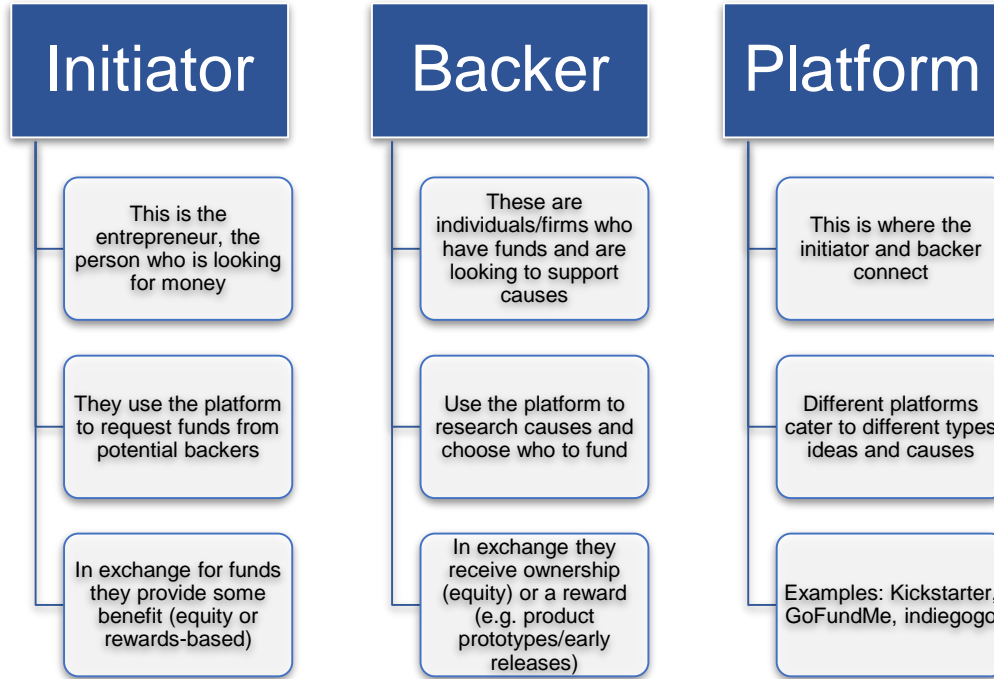 Initiator
This is the
entrepreneur, the
person who is looking
for money
They use the platform
to request funds from
potential backers
In exchange for funds
they provide some
benefit (equity or
rewards-based)
Backer
These are
individuals/firms who
have funds and are
looking to support
causes
Use the platform to
research causes and
choose who to fund
In exchange they
receive ownership
(equity) or a reward
(e.g. product
prototypes/early
releases)
Platform
This is where the
initiator and backer
connect
Different platforms
cater to different types
ideas and causes
Examples: Kickstarter,
GoFundMe, indiegogo